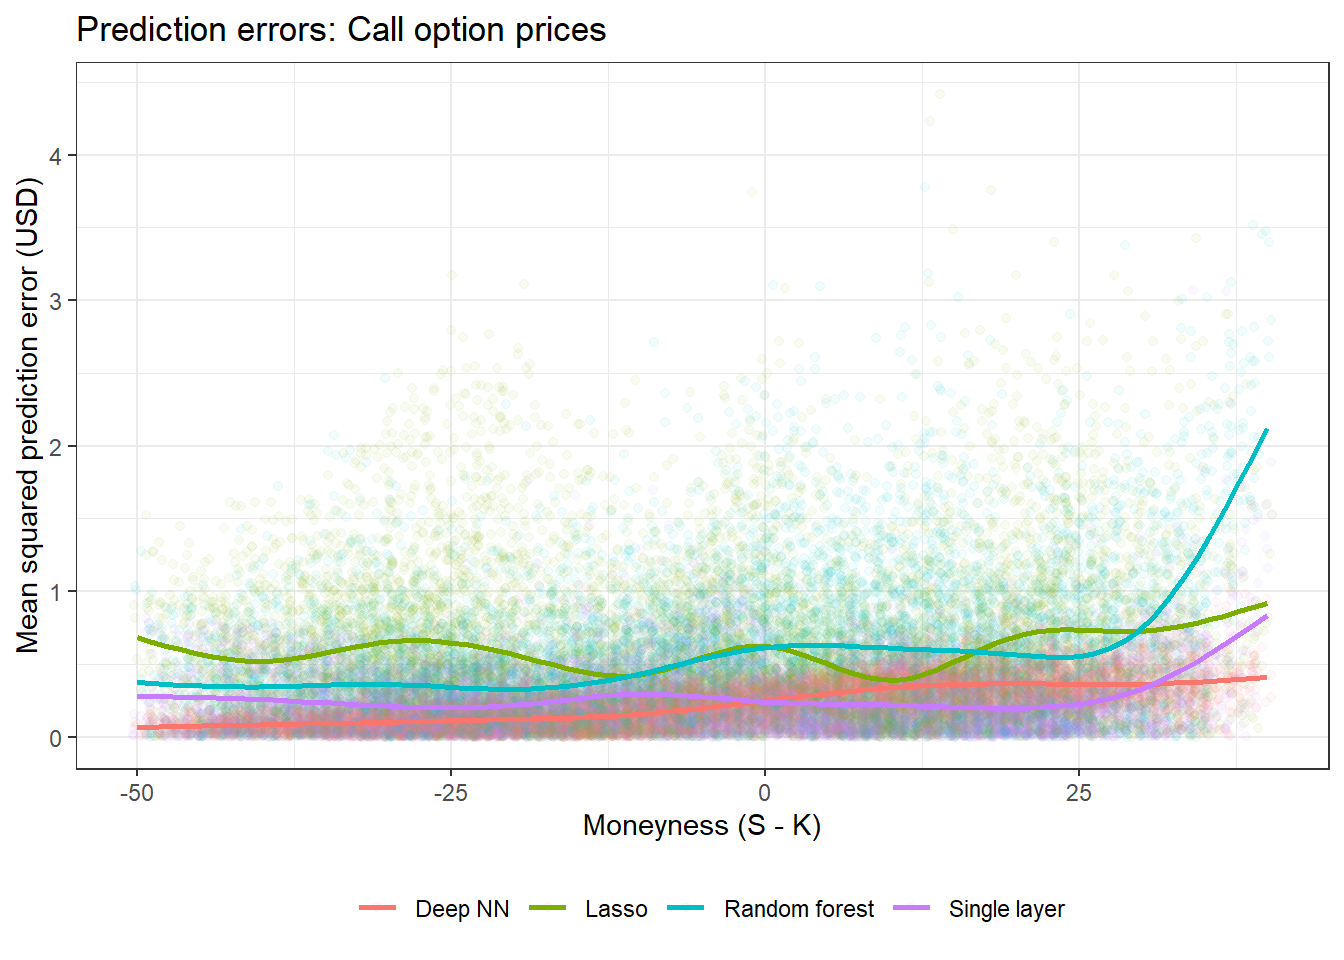 Prediction errors: Call option prices
Mean squared prediction error (USD)
4
3
2
1
0
-50 -25 0 25
Moneyness (S - K)
Deep NN Lasso Random forest Single layer